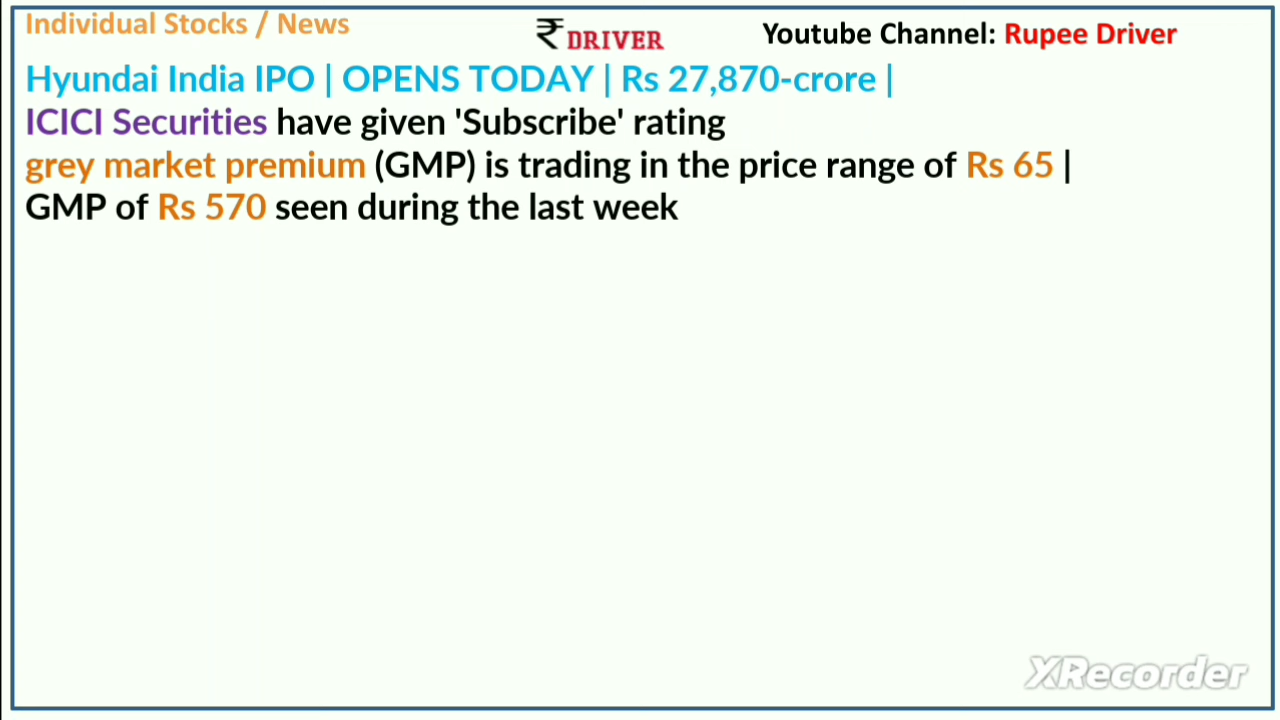 Individual Stocks / News
₹ DRIVER
Youtube Channel: Rupee Driver
Hyundai India IPO | OPENS TODAY | Rs 27,870-crore |
ICICI Securities have given 'Subscribe' rating
grey market premium (GMP) is trading in the price range of Rs 65 |
GMP of Rs 570 seen during the last week
XRecorder